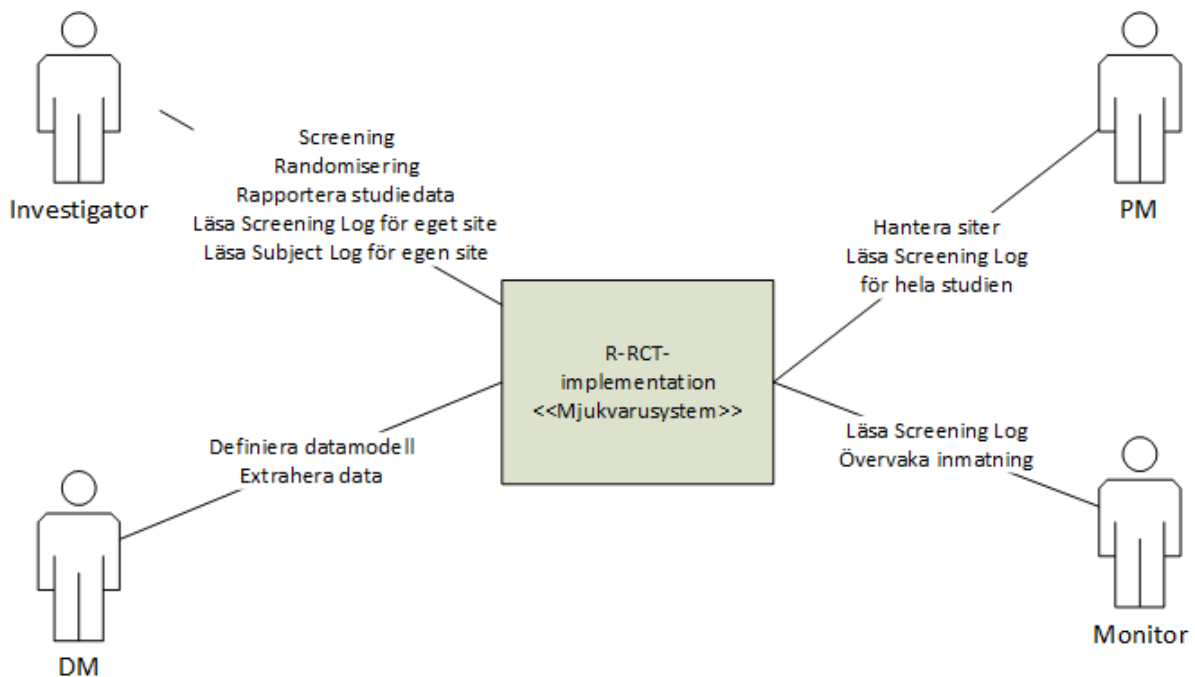 Screening
Randomisering
Rapportera studiedata
Läsa Screening Log för eget site
Läsa Subject Log för egen site
Investigator
PM
Hantera siter
Läsa Screening Log
för hela studien
R-RCT-
implementation
<<Mjukvarusystem>>
Definiera datamodell
Extrahera data
Läsa Screening Log
Övervaka inmatning
DM
Monitor